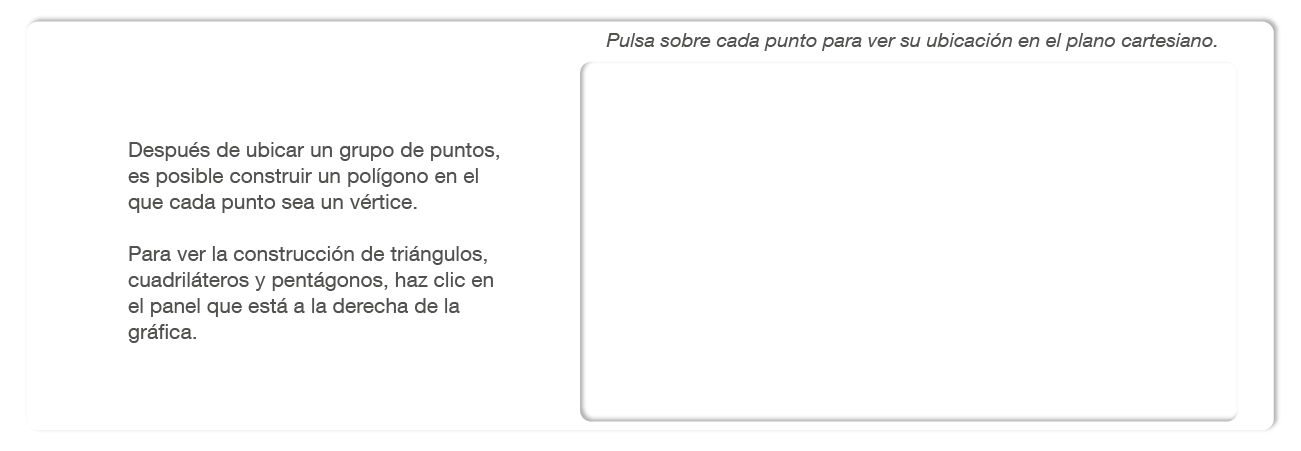 Pulsa sobre cada punto para ver su ubicación en el plano cartesiano.
Después de ubicar un grupo de puntos,
es posible construir un polígono en el
que cada punto sea un vértice.
Para ver la construcción de triángulos,
cuadriláteros y pentágonos, haz clic en
el panel que está a la derecha de la
gráfica.